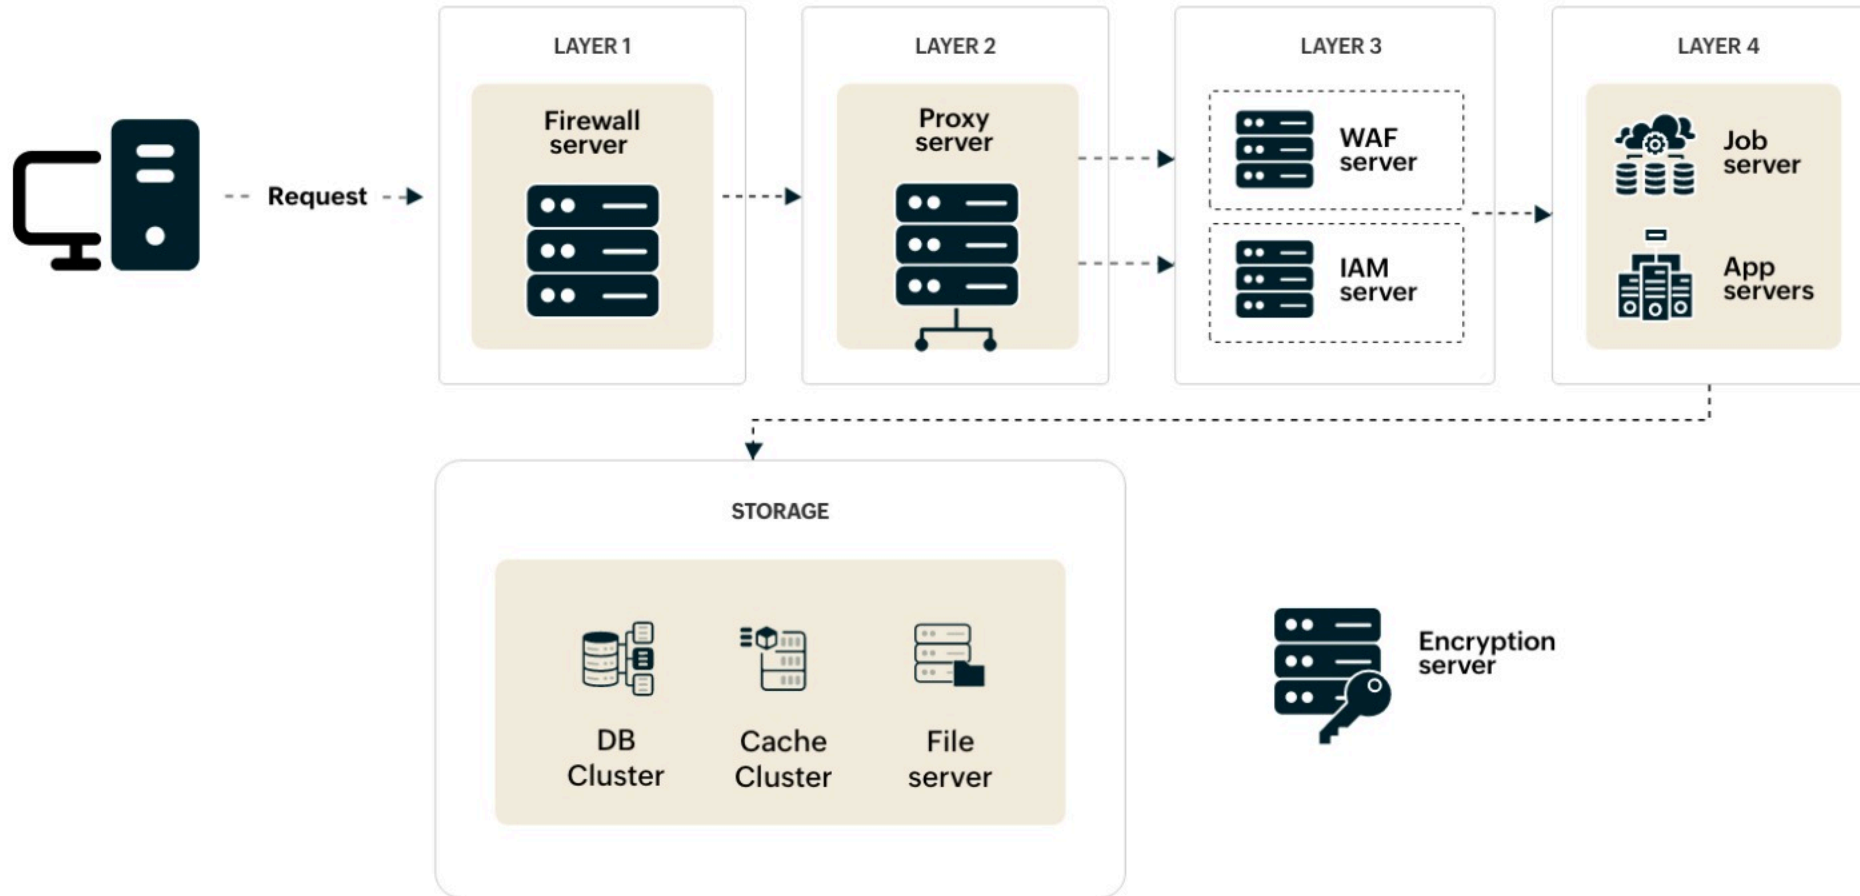 LAYER 1
LAYER 2
LAYER 3
LAYER 4
Request
Firewall
server
Proxy
server
WAF
server
IAM
server
Job
server
App
servers
STORAGE
DB
Cluster
Cache
Cluster
File
server
Encryption
server